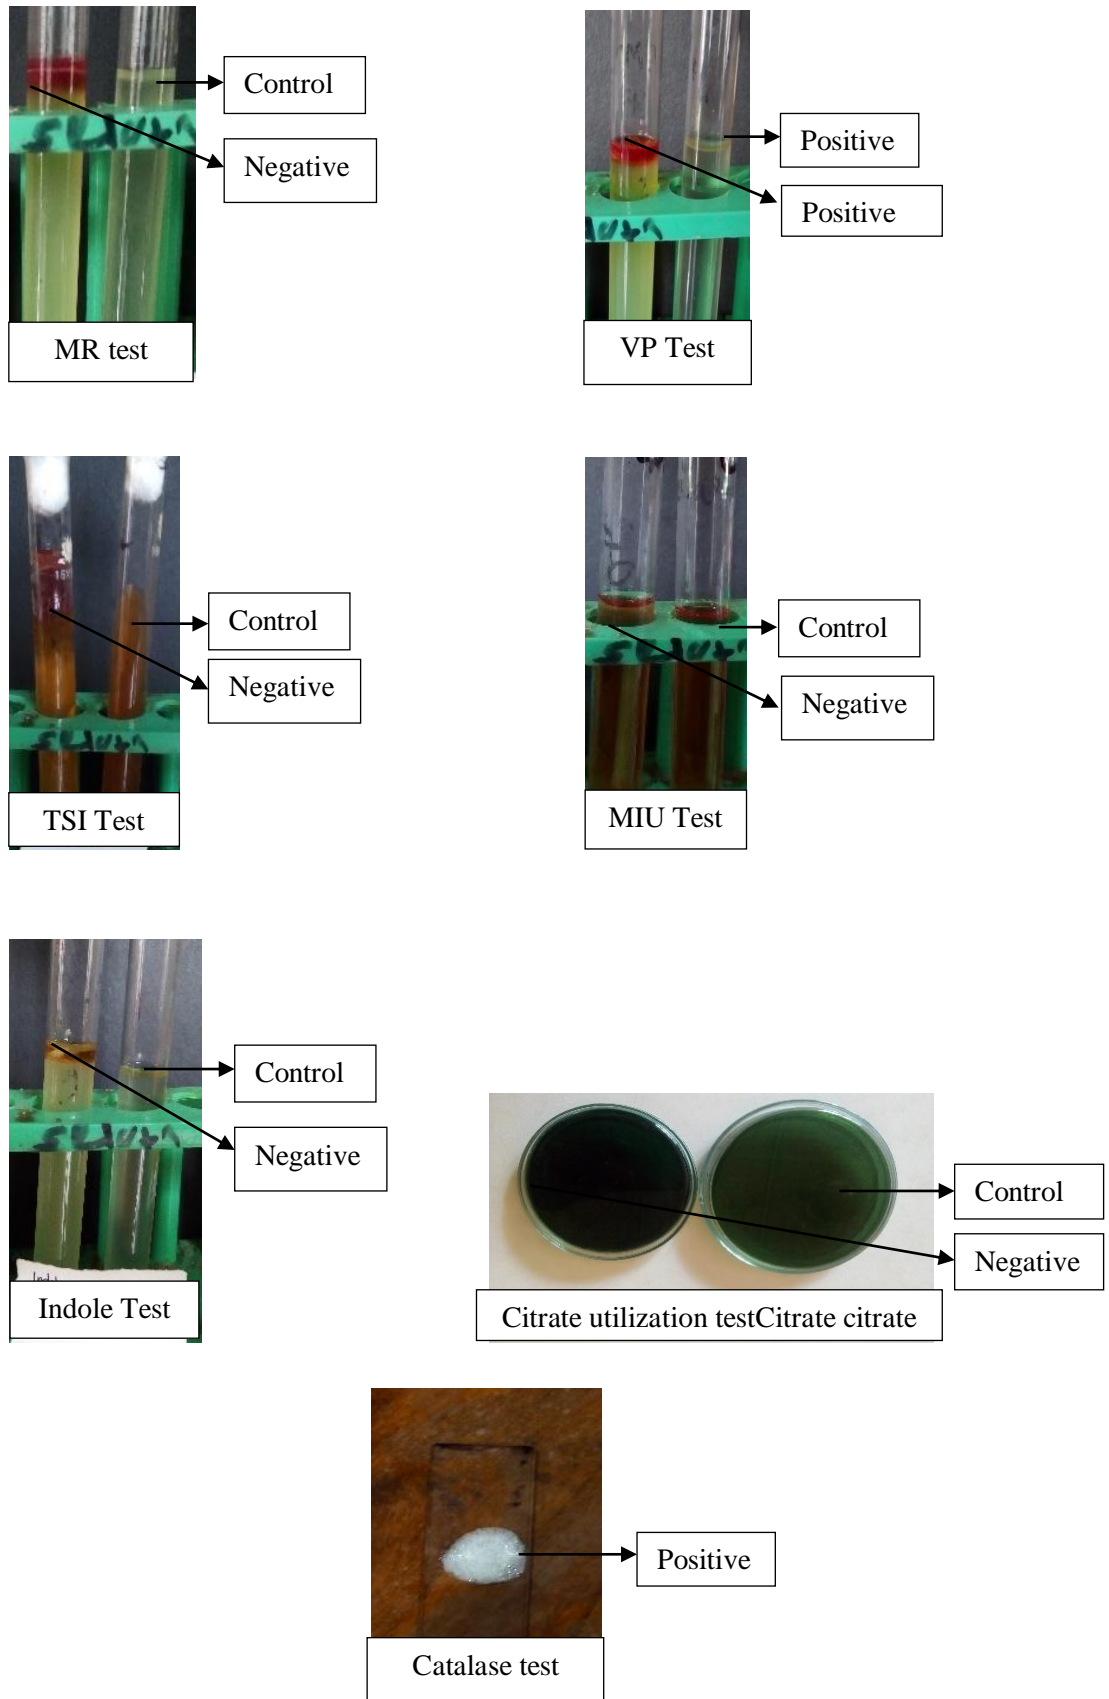 Control
Negative
MR test
Positive
Positive
VP Test
Control
Negative
TSI Test
Control
Negative
MIU Test
Control
Negative
Indole Test
Control
Negative
Citrate utilization testCitrate citrate
Positive
Catalase test